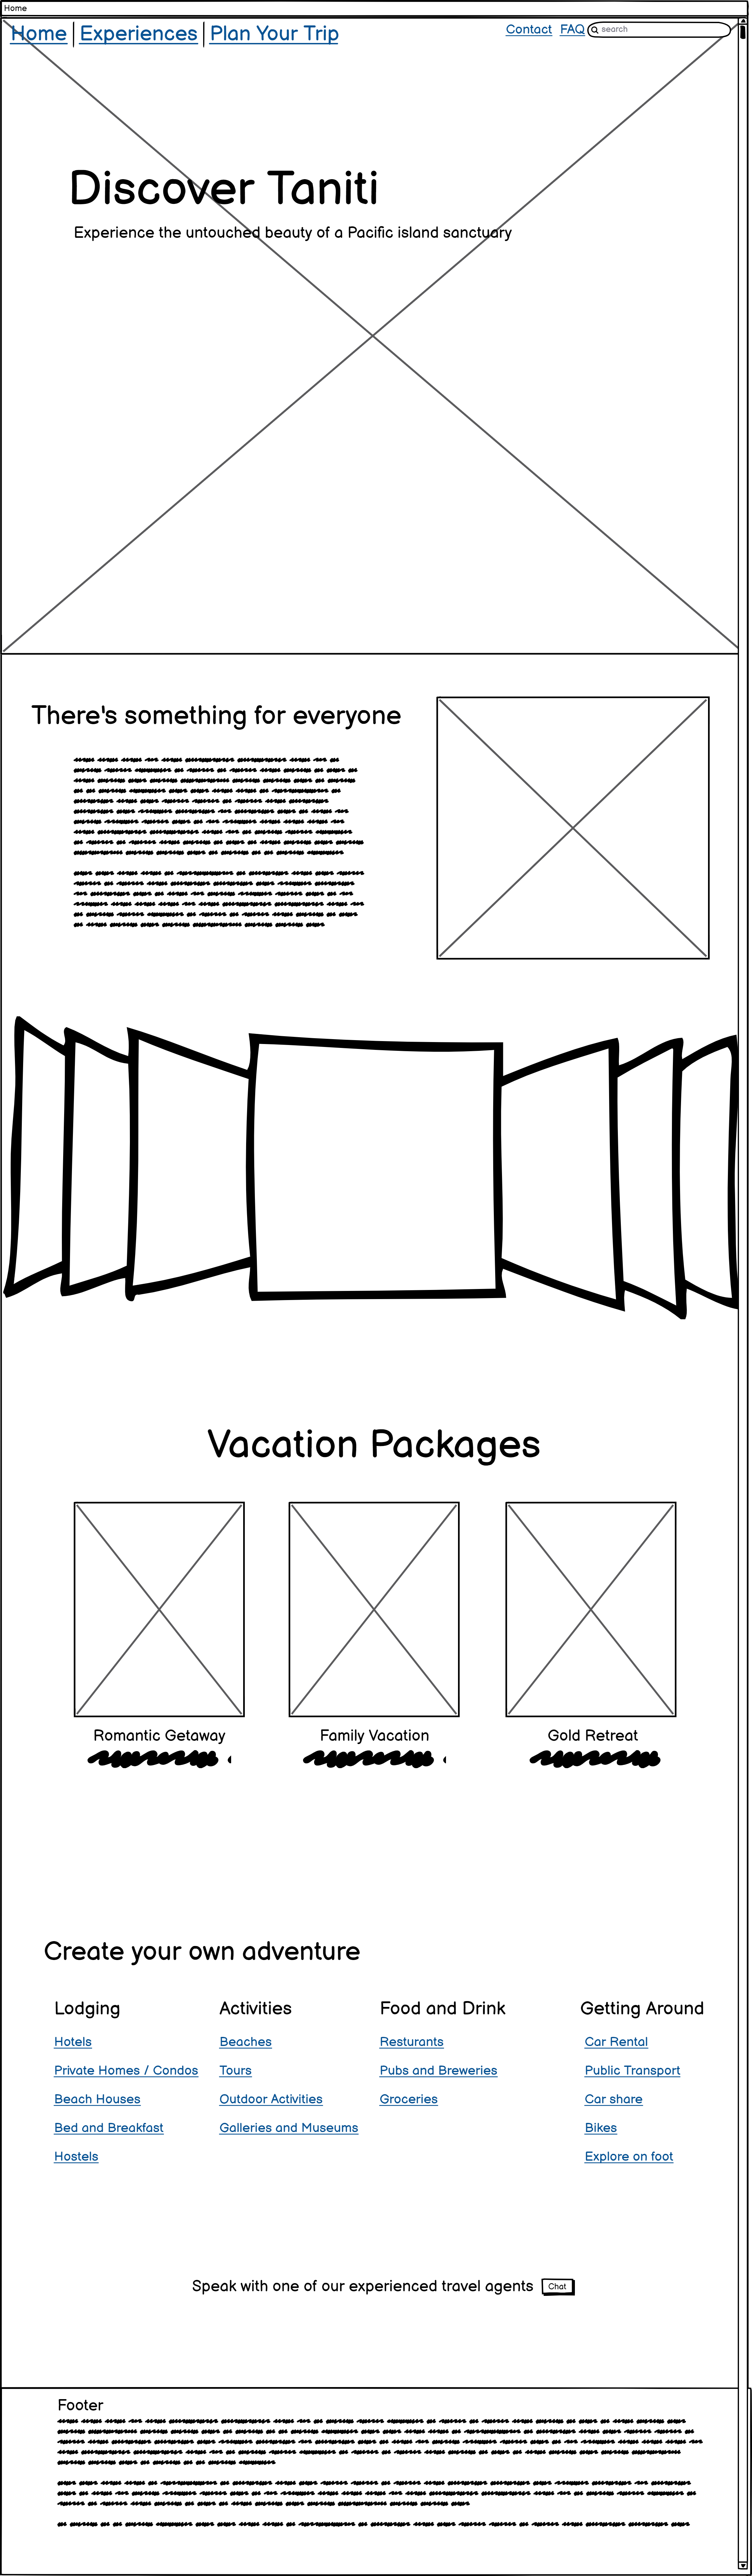 Home
Home | Experiences | Plan Your Trip
Contact FAQ search
Discover Taniti
Experience the untouched beauty of a Pacific island sanctuary
There's something for everyone
Vacation Packages
Romantic Getaway
Family Vacation
Gold Retreat
Create your own adventure
Lodging
Hotels
Private Homes / Condos
Beach Houses
Bed and Breakfast
Hostels
Activities
Beaches
Tours
Outdoor Activities
Galleries and Museums
Food and Drink
Resturants
Pubs and Breweries
Groceries
Getting Around
Car Rental
Public Transport
Car share
Bikes
Explore on foot
Speak with one of our experienced travel agents Chat
Footer